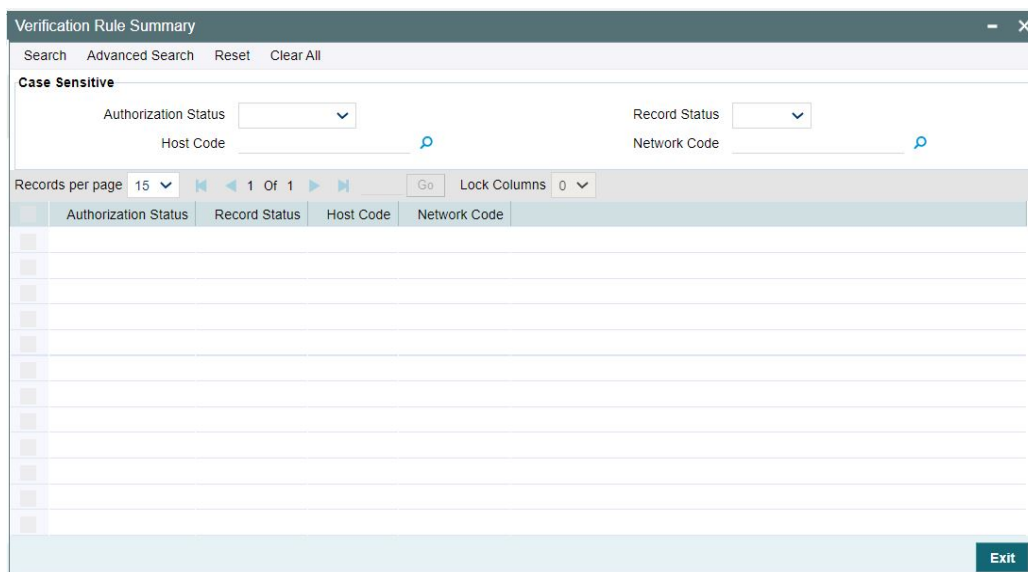 Verification Rule Summary
Search Advanced Search Reset Clear All
Case Sensitive
Authorization Status Record Status
Host Code Network Code
Records per page 15 1 Of 1 Go Lock Columns 0
Authorization Status Record Status Host Code Network Code
Exit